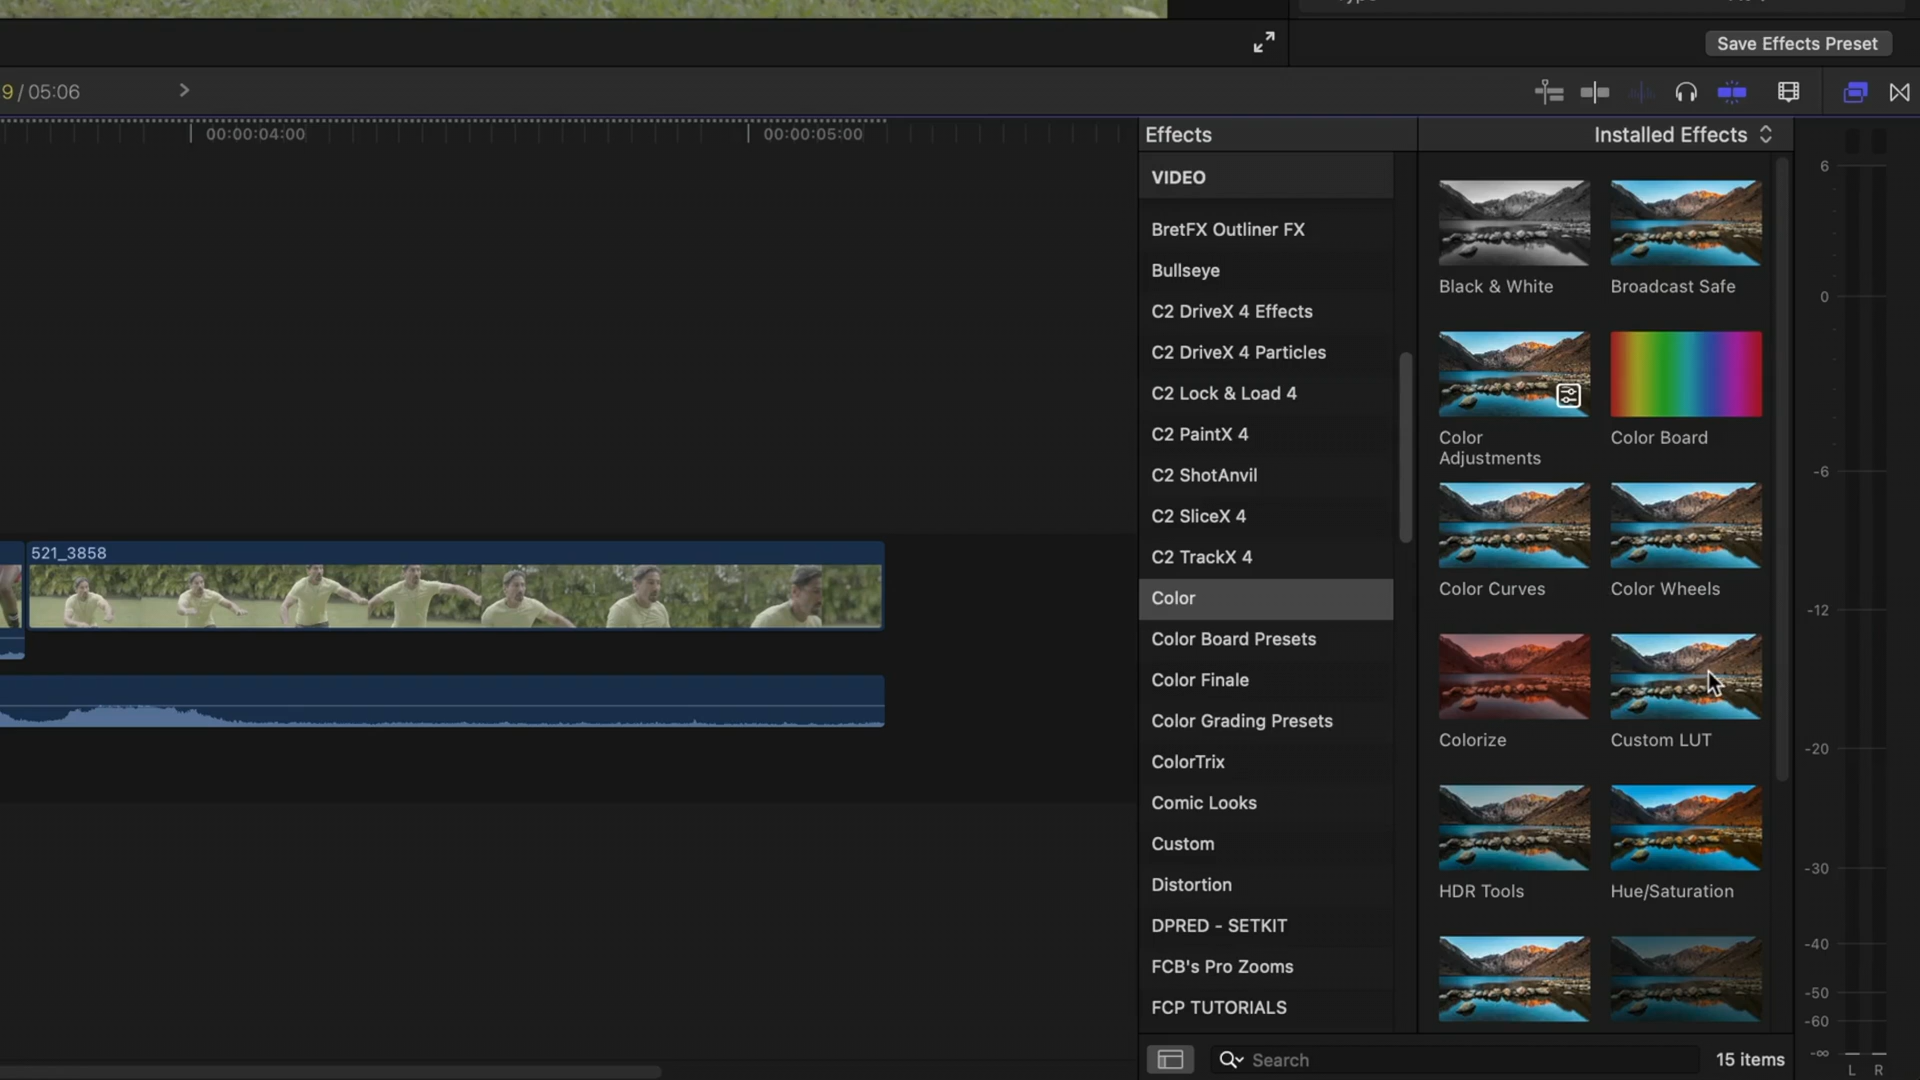 Save Effects Preset
9 / 05:06
00:00:04:00
00:00:05:00
Effects
Installed Effects
VIDEO
BretFX Outliner FX
Bullseye
C2 DriveX 4 Effects
C2 DriveX 4 Particles
C2 Lock & Load 4
C2 PaintX 4
C2 ShotAnvil
C2 SliceX 4
C2 TrackX 4
Color
Color Board Presets
Color Finale
Color Grading Presets
ColorTrix
Comic Looks
Custom
Distortion
DPRED - SETKIT
FCB's Pro Zooms
FCP TUTORIALS
Black & White
Broadcast Safe
Color
Adjustments
Color Board
Color Curves
Color Wheels
Colorize
Custom LUT
HDR Tools
Hue/Saturation
521_3858
6
0
-6
-12
-20
-30
-40
-50
-60
-∞
L R
Search
15 items